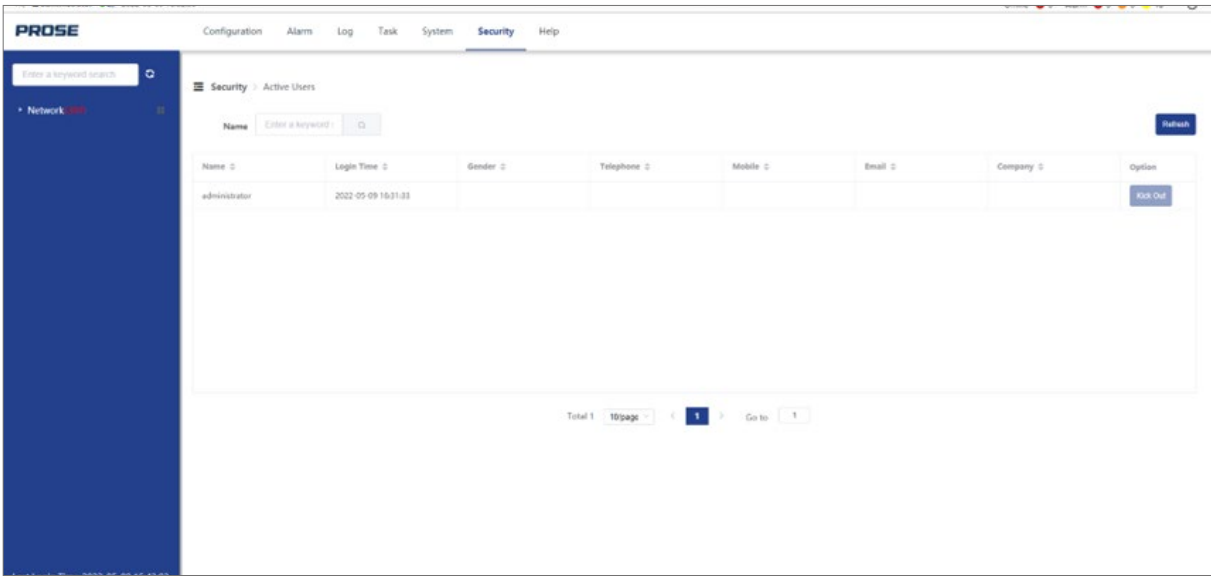 PROSE
Configuration Alarm Log Task System Security Help
Enter a keyword search
Security > Active Users
Network
Name Enter a keyword
Refresh
Name Login Time Gender Telephone Mobile Email Company Option
administrator 2022-05-09 16:31:33 Kick Out
Total 1 10/page < 1 > Go to 1